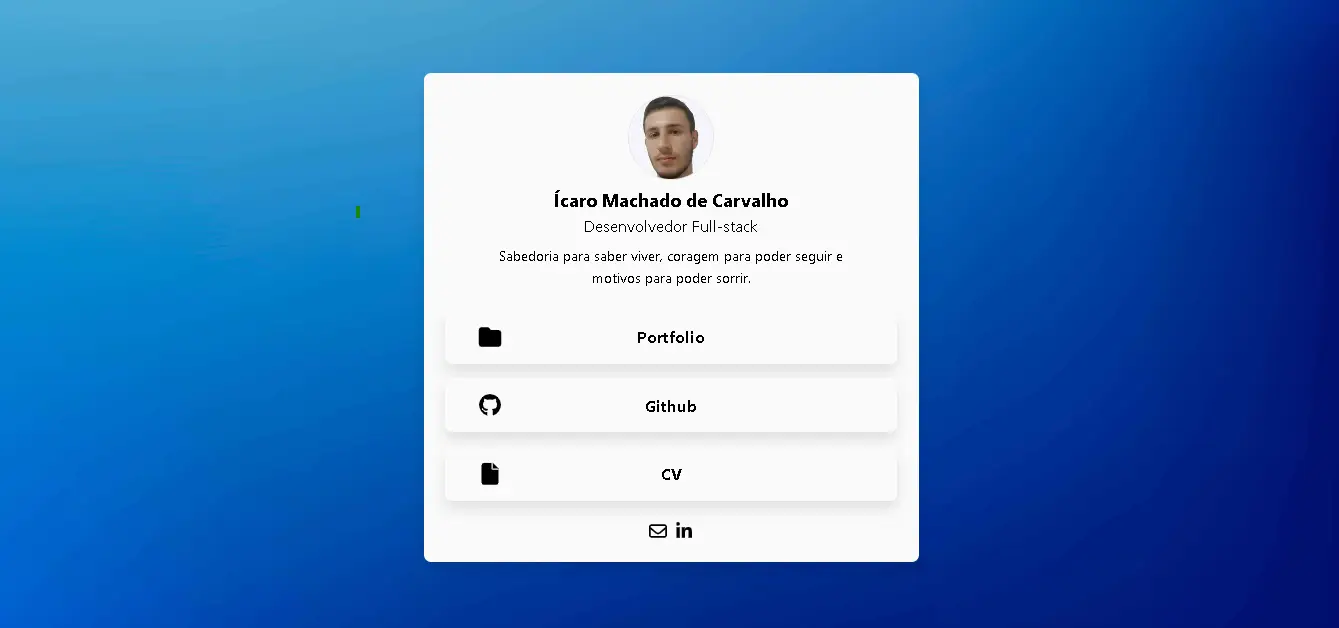 Ícaro Machado de Carvalho
Desenvolvedor Full-stack
Sabedoria para saber viver, coragem para poder seguir e
motivos para poder sorrir.
Portfolio
Github
CV
in